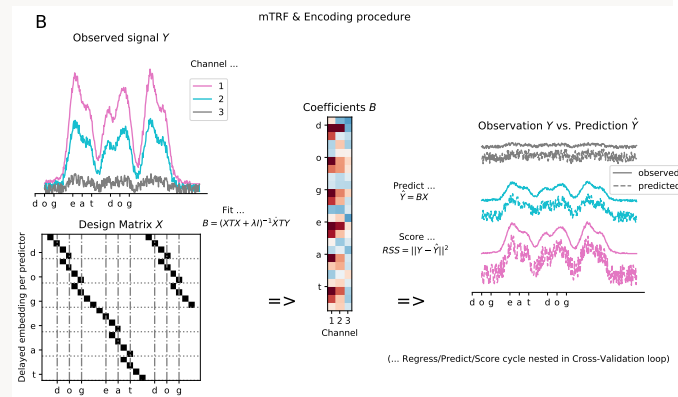 B
mTRF & Encoding procedure
Observed signal Y
Channel ...
1
2
3
d o g e a t d o g
Design Matrix X
Delayed embedding per predictor
d
o
g
e
a
t
d o g e a t d o g
Fit ...
B = (XTX + λI)⁻¹XTY
=>
Coefficients B
d
o
g
e
a
t
1 2 3
Channel
Predict ...
Ŷ = BX
Score ...
RSS = ||Y − Ŷ||²
=>
Observation Y vs. Prediction Ŷ
observed
predicted
d o g e a t d o g
(... Regress/Predict/Score cycle nested in Cross-Validation loop)